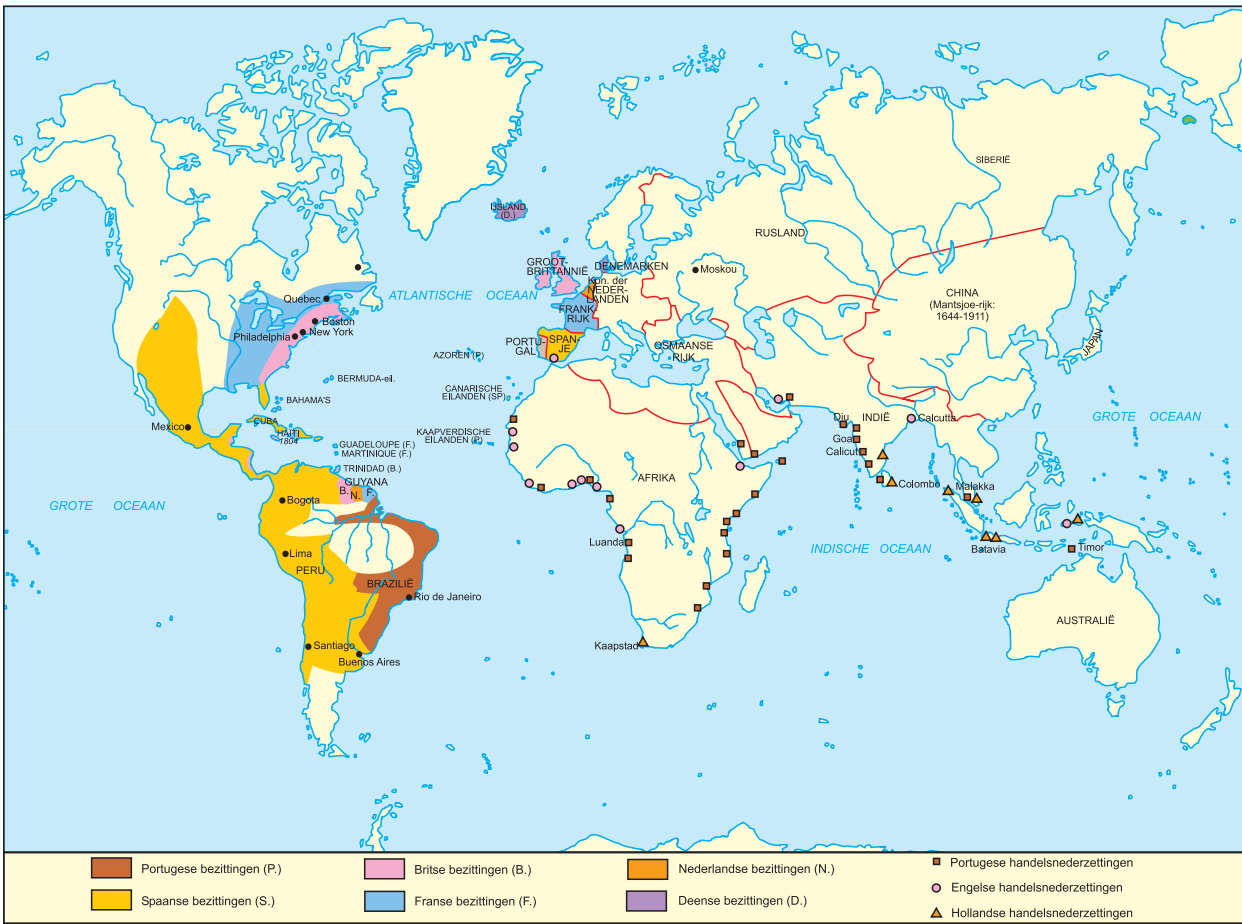 SIBERIË
IJSLAND
(D.)
RUSLAND
GROOT-
BRITTANNIË
DENEMARKEN
Moskou
Kon. der
NEDER-
LANDEN
CHINA
(Mantsjoe-rijk:
1644-1911)
ATLANTISCHE OCEAAN
Quebec
Boston
New York
Philadelphia
FRANK-
RIJK
PORTU-
GAL
SPAN-
JE
OSMAANSE
RIJK
JAPAN
AZOREN (P)
BERMUDA-eil.
CANARISCHE
EILANDEN (SP)
BAHAMA'S
Mexico
CUBA
HAÏTI
1804
KAAPVERDISCHE
EILANDEN (P.)
Diu
INDIË
Calcutta
Goa
Calicut
GROTE OCEAAN
GUADELOUPE (F.)
MARTINIQUE (F.)
TRINIDAD (B.)
GUYANA
B.
N.
F.
AFRIKA
Colombo
Malakka
Bogota
GROTE OCEAAN
Luanda
INDISCHE OCEAAN
Batavia
Timor
Lima
PERU
BRAZILIË
Rio de Janeiro
AUSTRALIË
Santiago
Buenos Aires
Kaapstad
Portugese bezittingen (P.)
Britse bezittingen (B.)
Nederlandse bezittingen (N.)
Portugese handelsnederzettingen
Engelse handelsnederzettingen
Spaanse bezittingen (S.)
Franse bezittingen (F.)
Deense bezittingen (D.)
Hollandse handelsnederzettingen